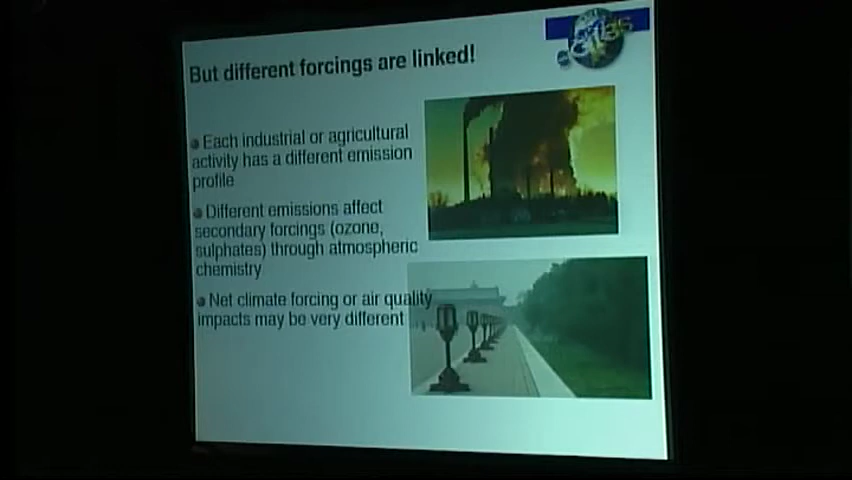 But different forcings are linked!
Each industrial or agricultural
activity has a different emission
profile
Different emissions affect
secondary forcings (ozone,
sulphates) through atmospheric
chemistry
Net climate forcing or air quality
impacts may be very different